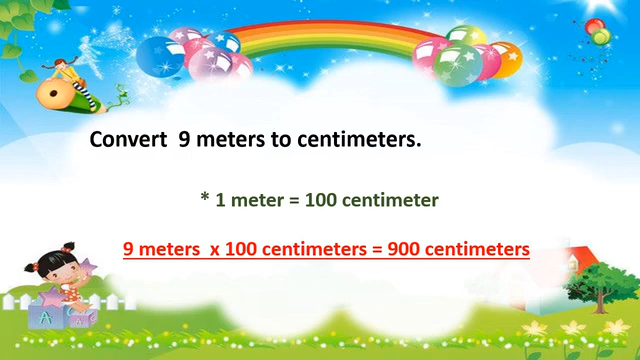 Convert  9 meters to centimeters.
* 1 meter = 100 centimeter
9 meters  x 100 centimeters = 900 centimeters
A A